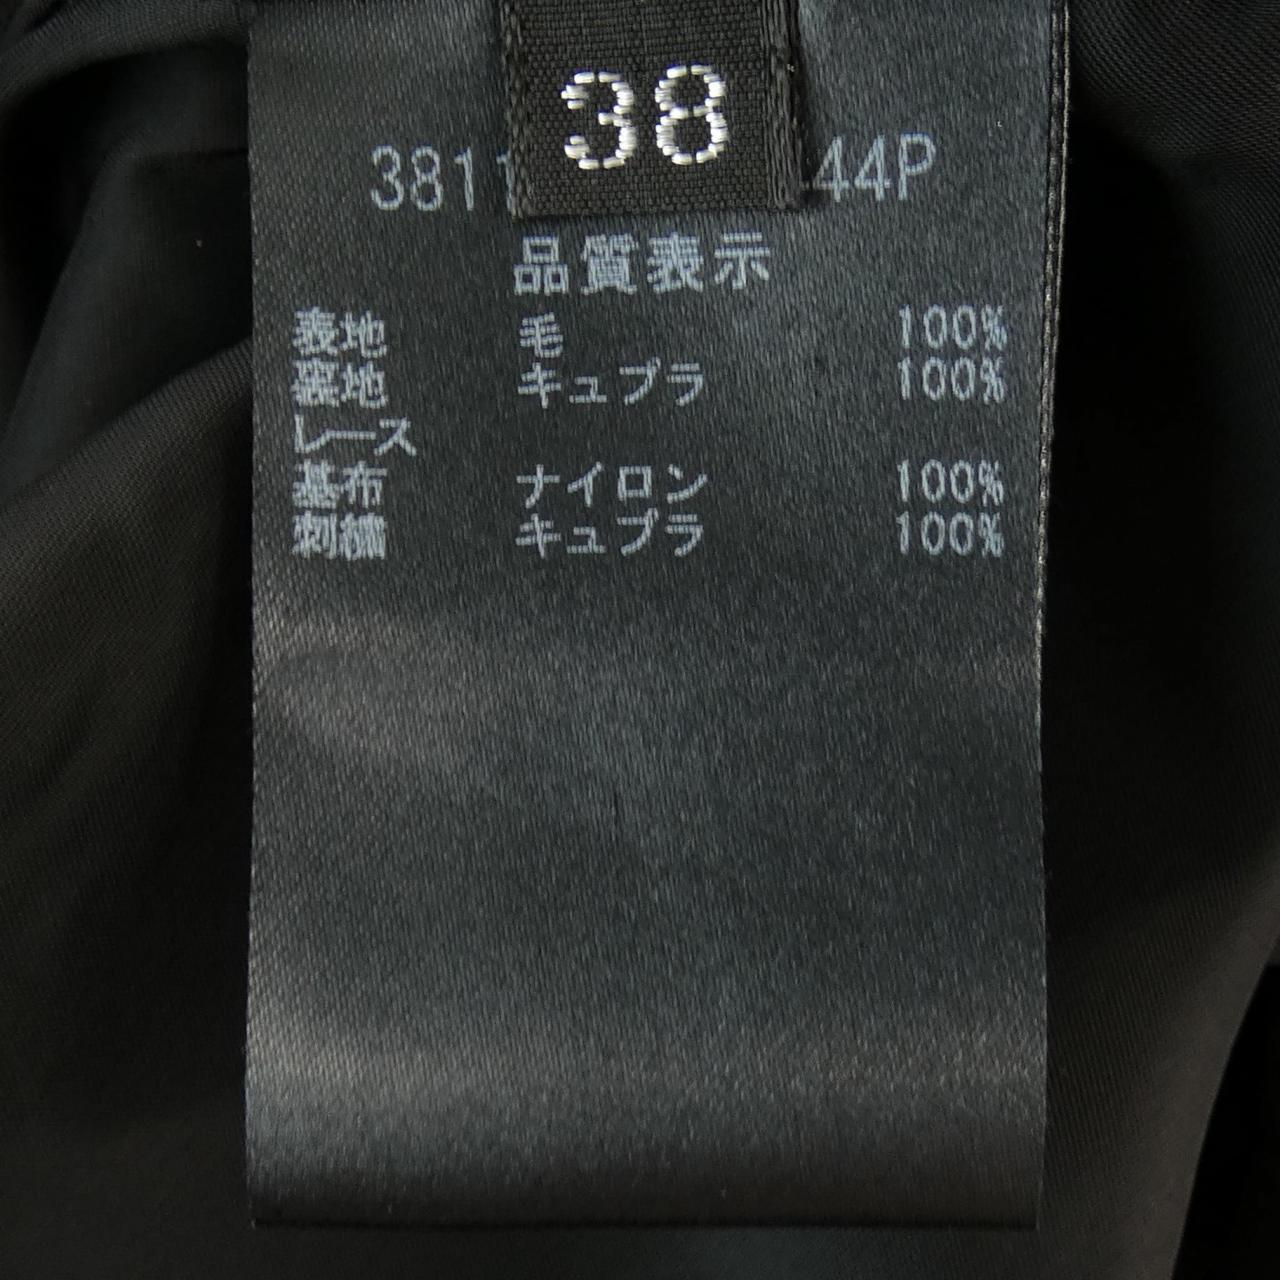 38
3811 44P
品質表示
表地 毛 100%
裏地 キュプラ 100%
レース
基布 ナイロン 100%
刺繍 キュプラ 100%